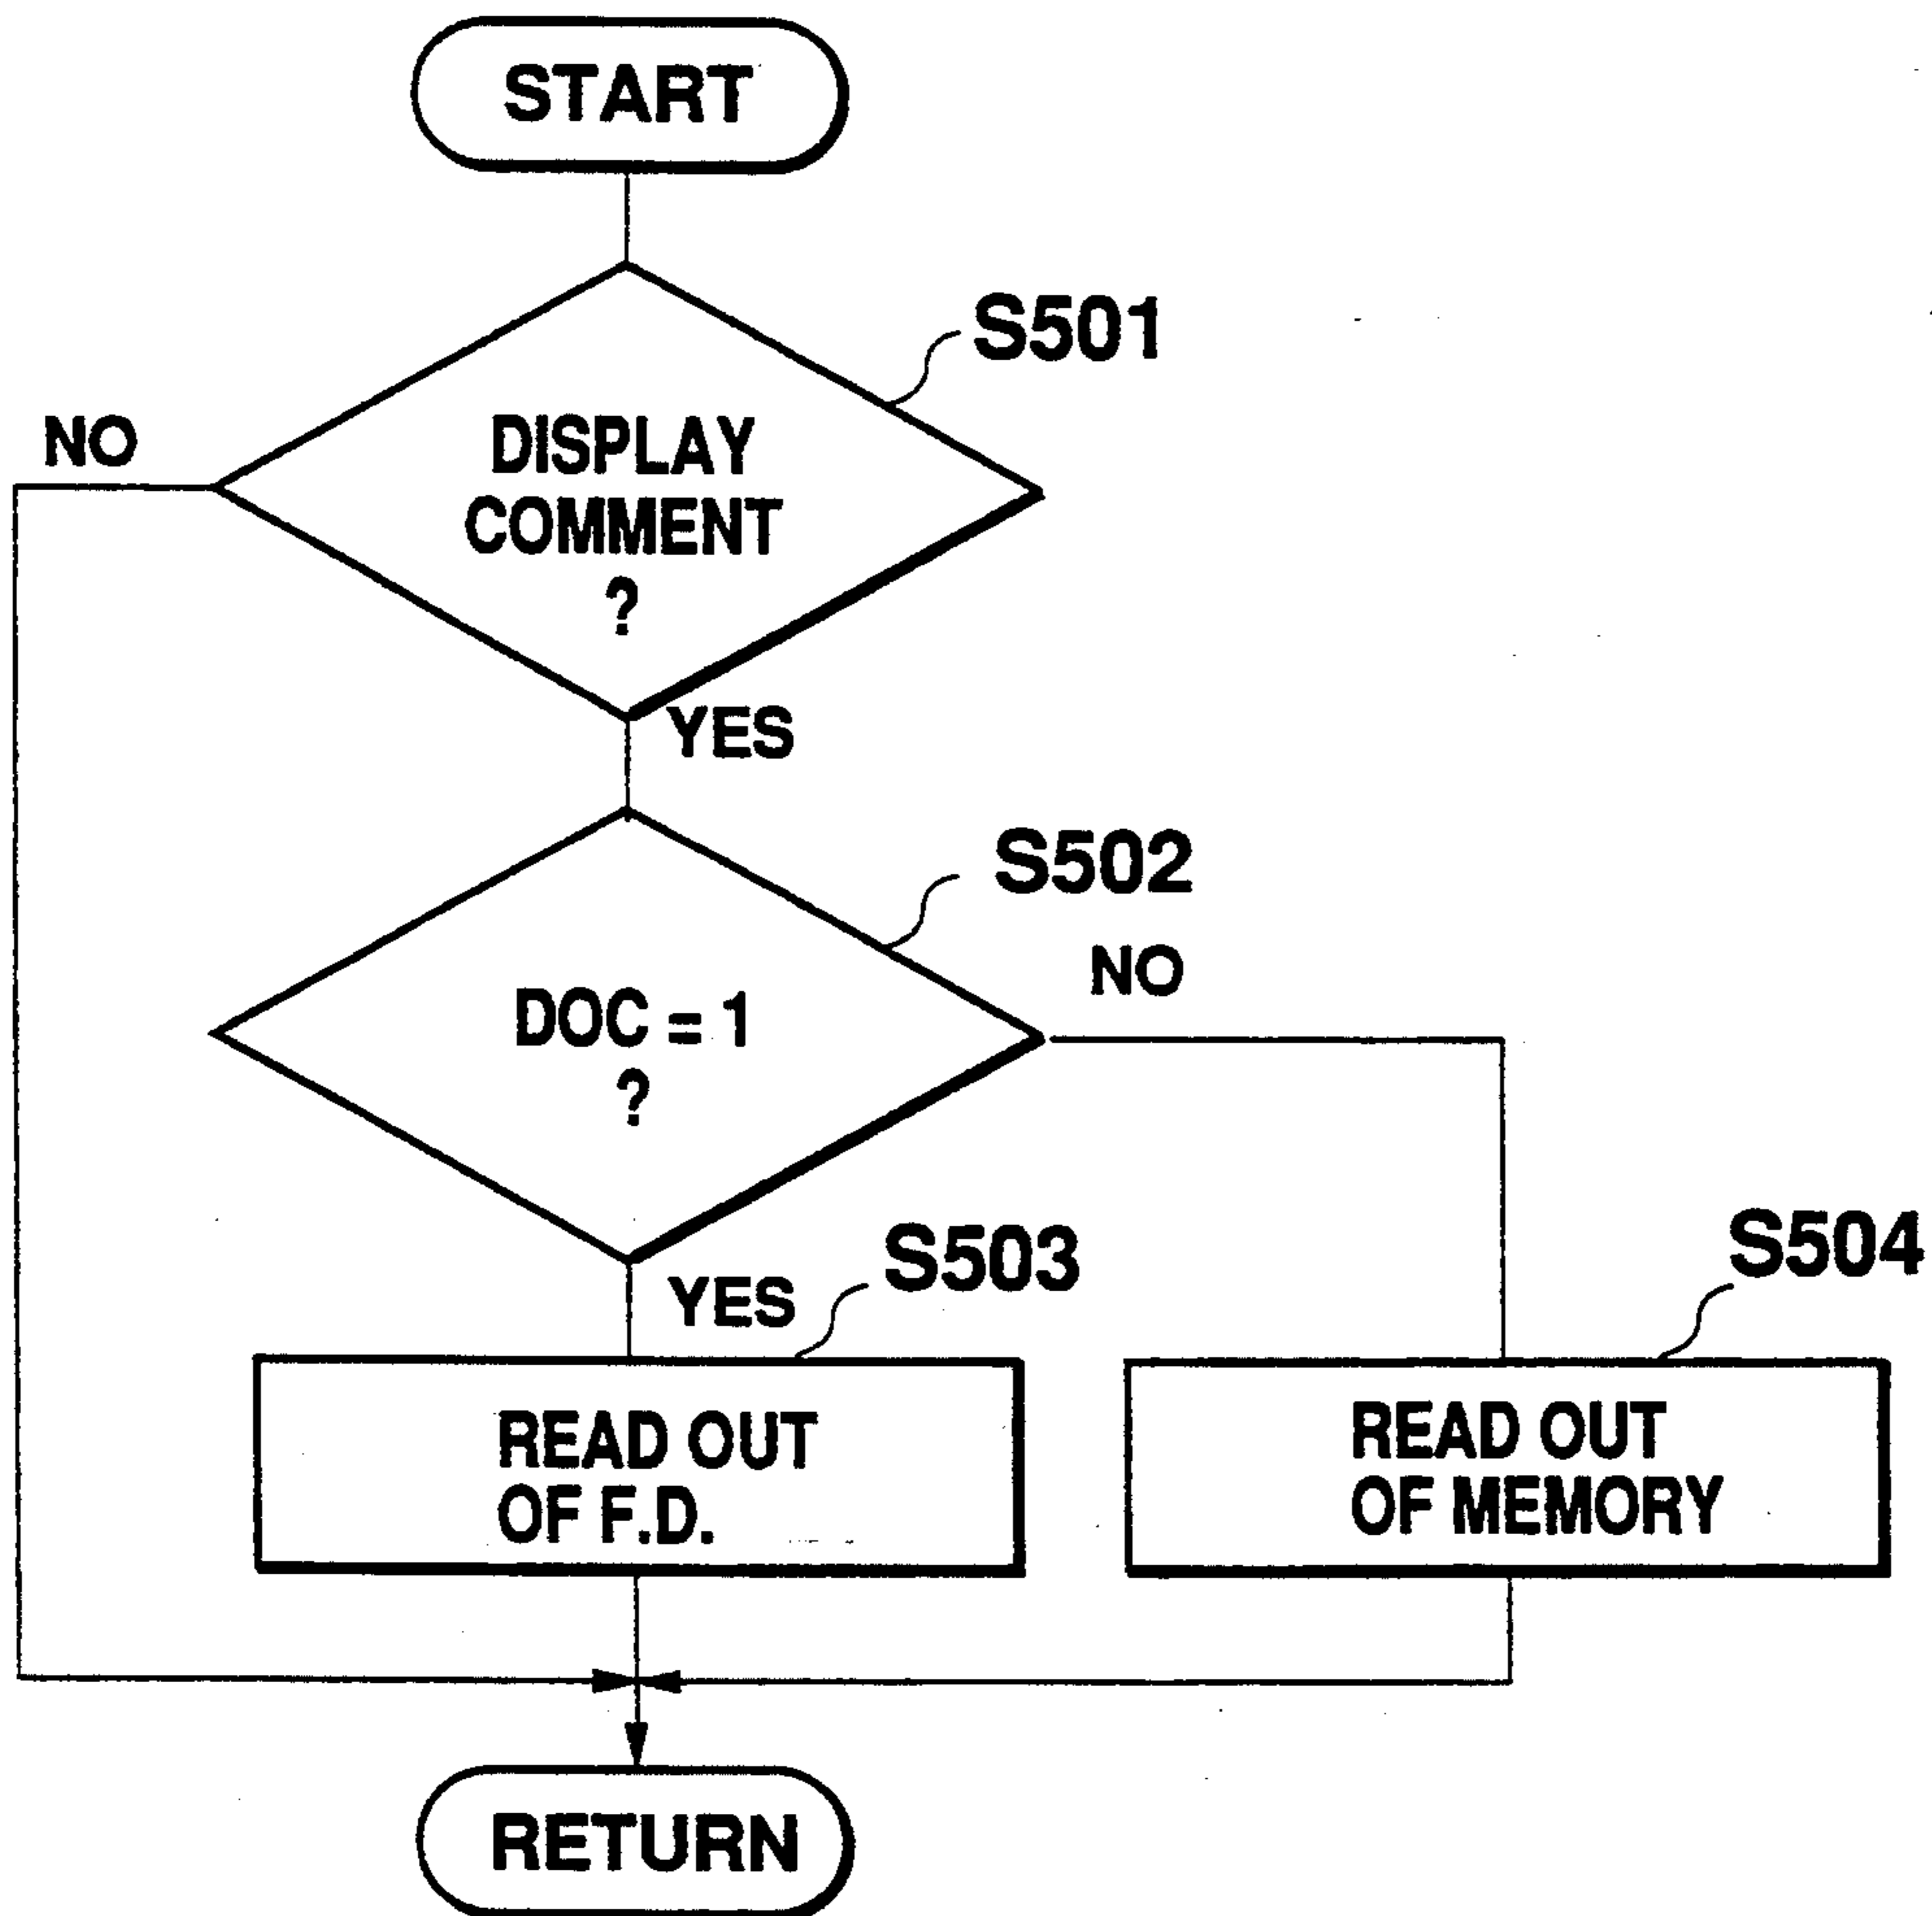 START
S501
NO
DISPLAY
COMMENT
?
YES
S502
NO
DOC = 1
?
S503
S504
YES
READ OUT
OF F.D.
READ OUT
OF MEMORY
RETURN